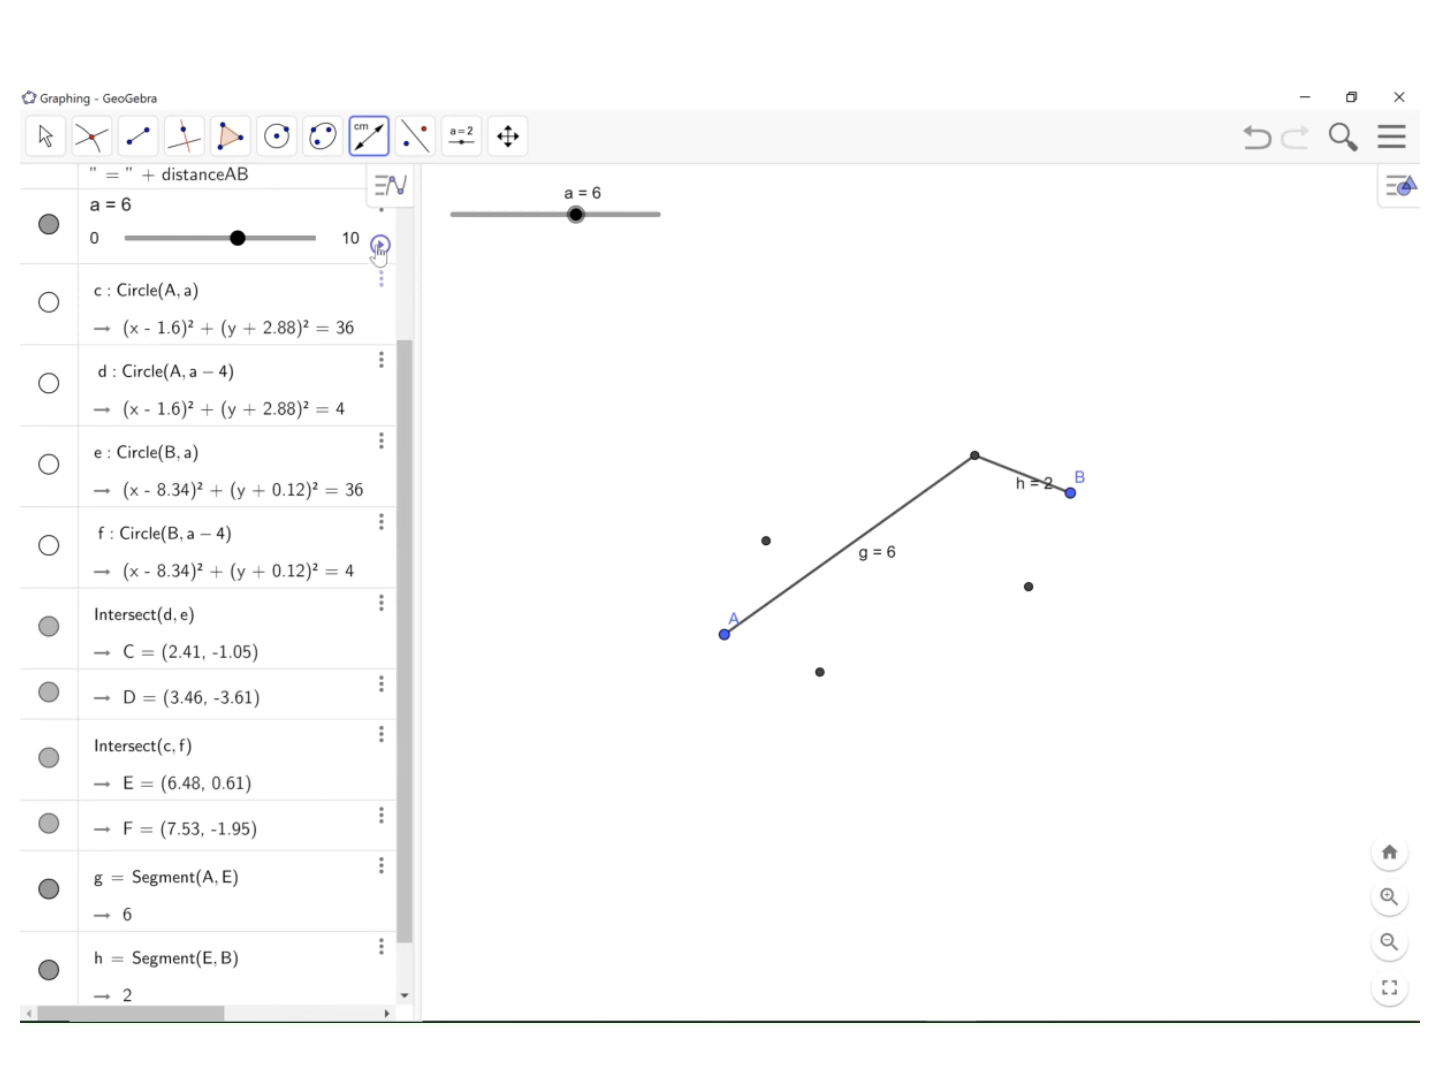 Graphing - GeoGebra
cm
a=2
" = " + distanceAB
a = 6
0
10
c : Circle(A, a)
→ (x - 1.6)² + (y + 2.88)² = 36
d : Circle(A, a − 4)
→ (x - 1.6)² + (y + 2.88)² = 4
e : Circle(B, a)
→ (x - 8.34)² + (y + 0.12)² = 36
f : Circle(B, a − 4)
→ (x - 8.34)² + (y + 0.12)² = 4
Intersect(d, e)
→ C = (2.41, -1.05)
→ D = (3.46, -3.61)
Intersect(c, f)
→ E = (6.48, 0.61)
→ F = (7.53, -1.95)
g = Segment(A, E)
→ 6
h = Segment(E, B)
→ 2
a = 6
B
h = 2
g = 6
A